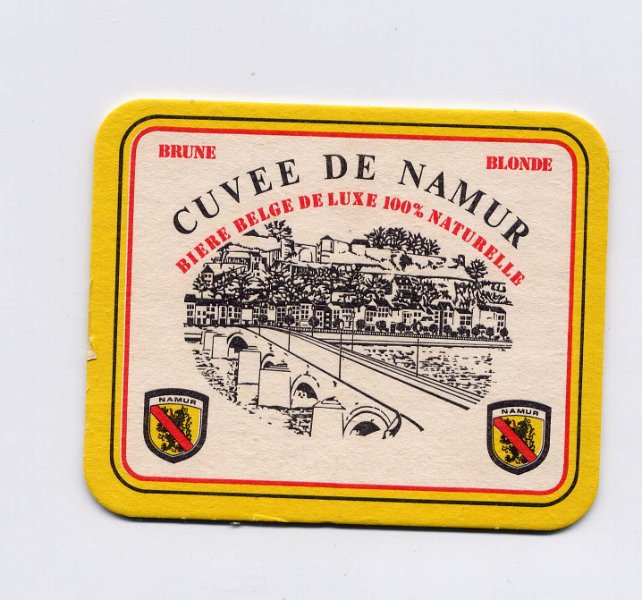 BRUNE
BLONDE
CUVEE DE NAMUR
BIERE BELGE DE LUXE 100% NATURELLE
NAMUR
NAMUR